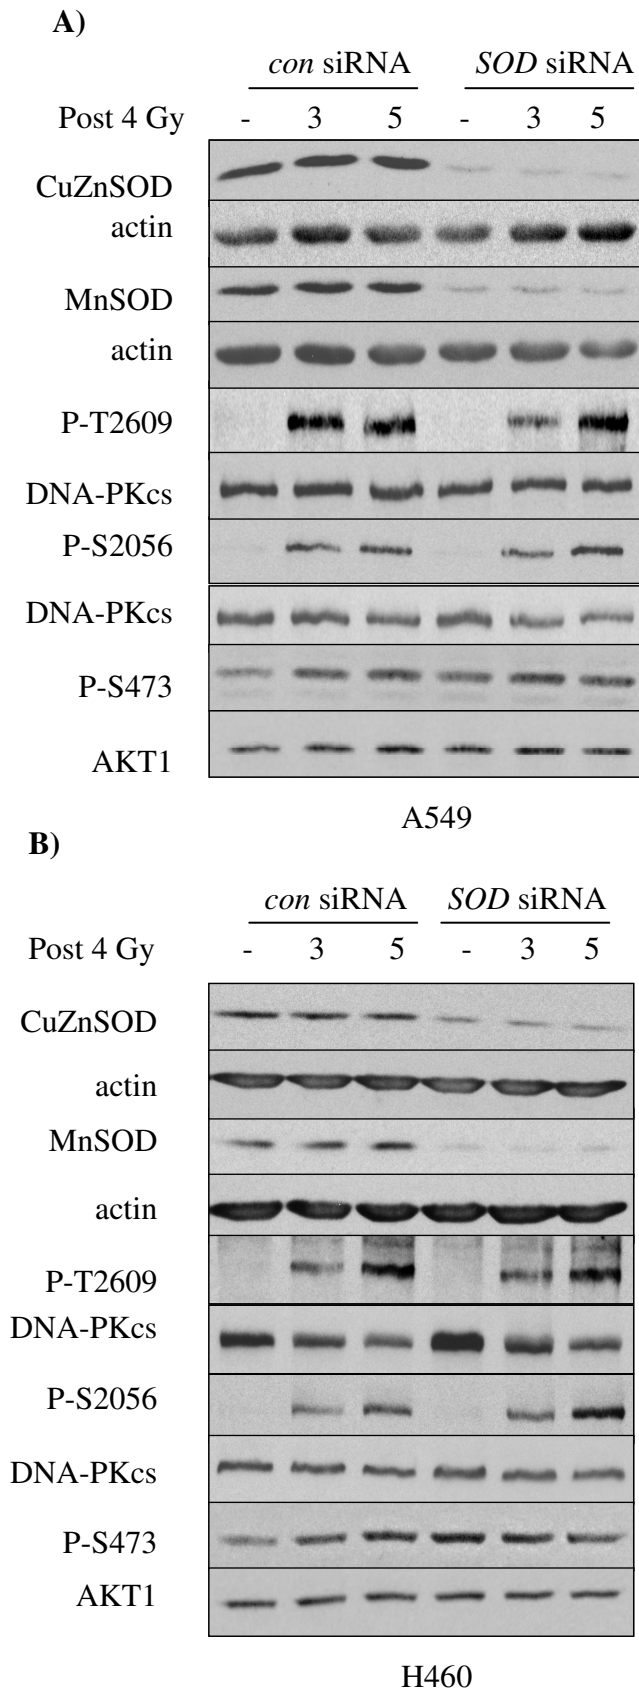 A)
con siRNA SOD siRNA
Post 4 Gy - 3 5 - 3 5
CuZnSOD
actin
MnSOD
actin
P-T2609
DNA-PKcs
P-S2056
DNA-PKcs
P-S473
AKT1
A549
B)
con siRNA SOD siRNA
Post 4 Gy - 3 5 - 3 5
CuZnSOD
actin
MnSOD
actin
P-T2609
DNA-PKcs
P-S2056
DNA-PKcs
P-S473
AKT1
H460